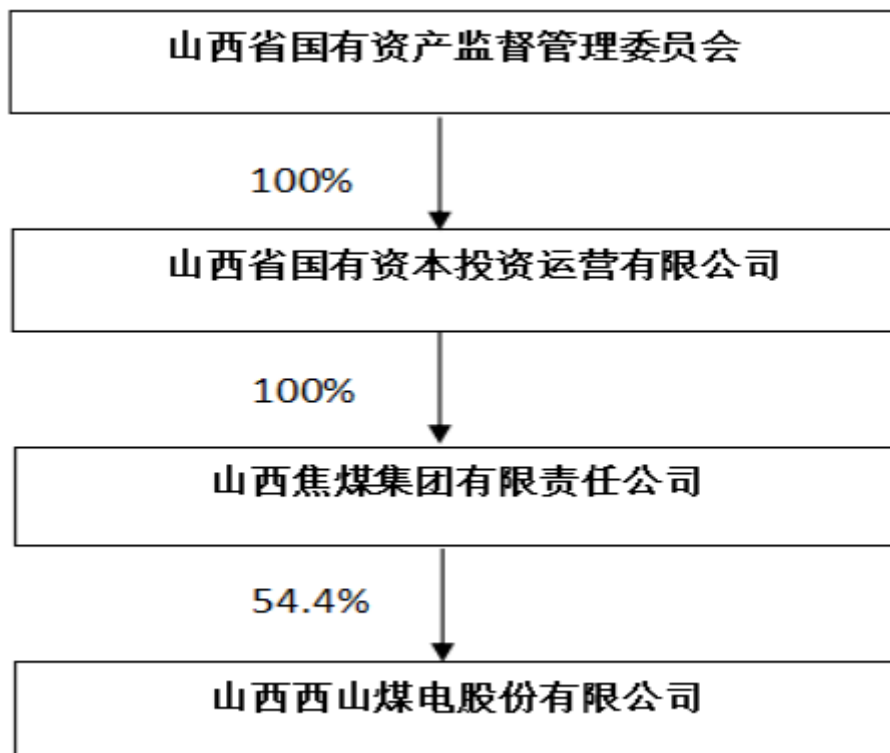 山西省国有资产监督管理委员会
100%
山西省国有资本投资运营有限公司
100%
山西焦煤集团有限责任公司
54.4%
山西西山煤电股份有限公司